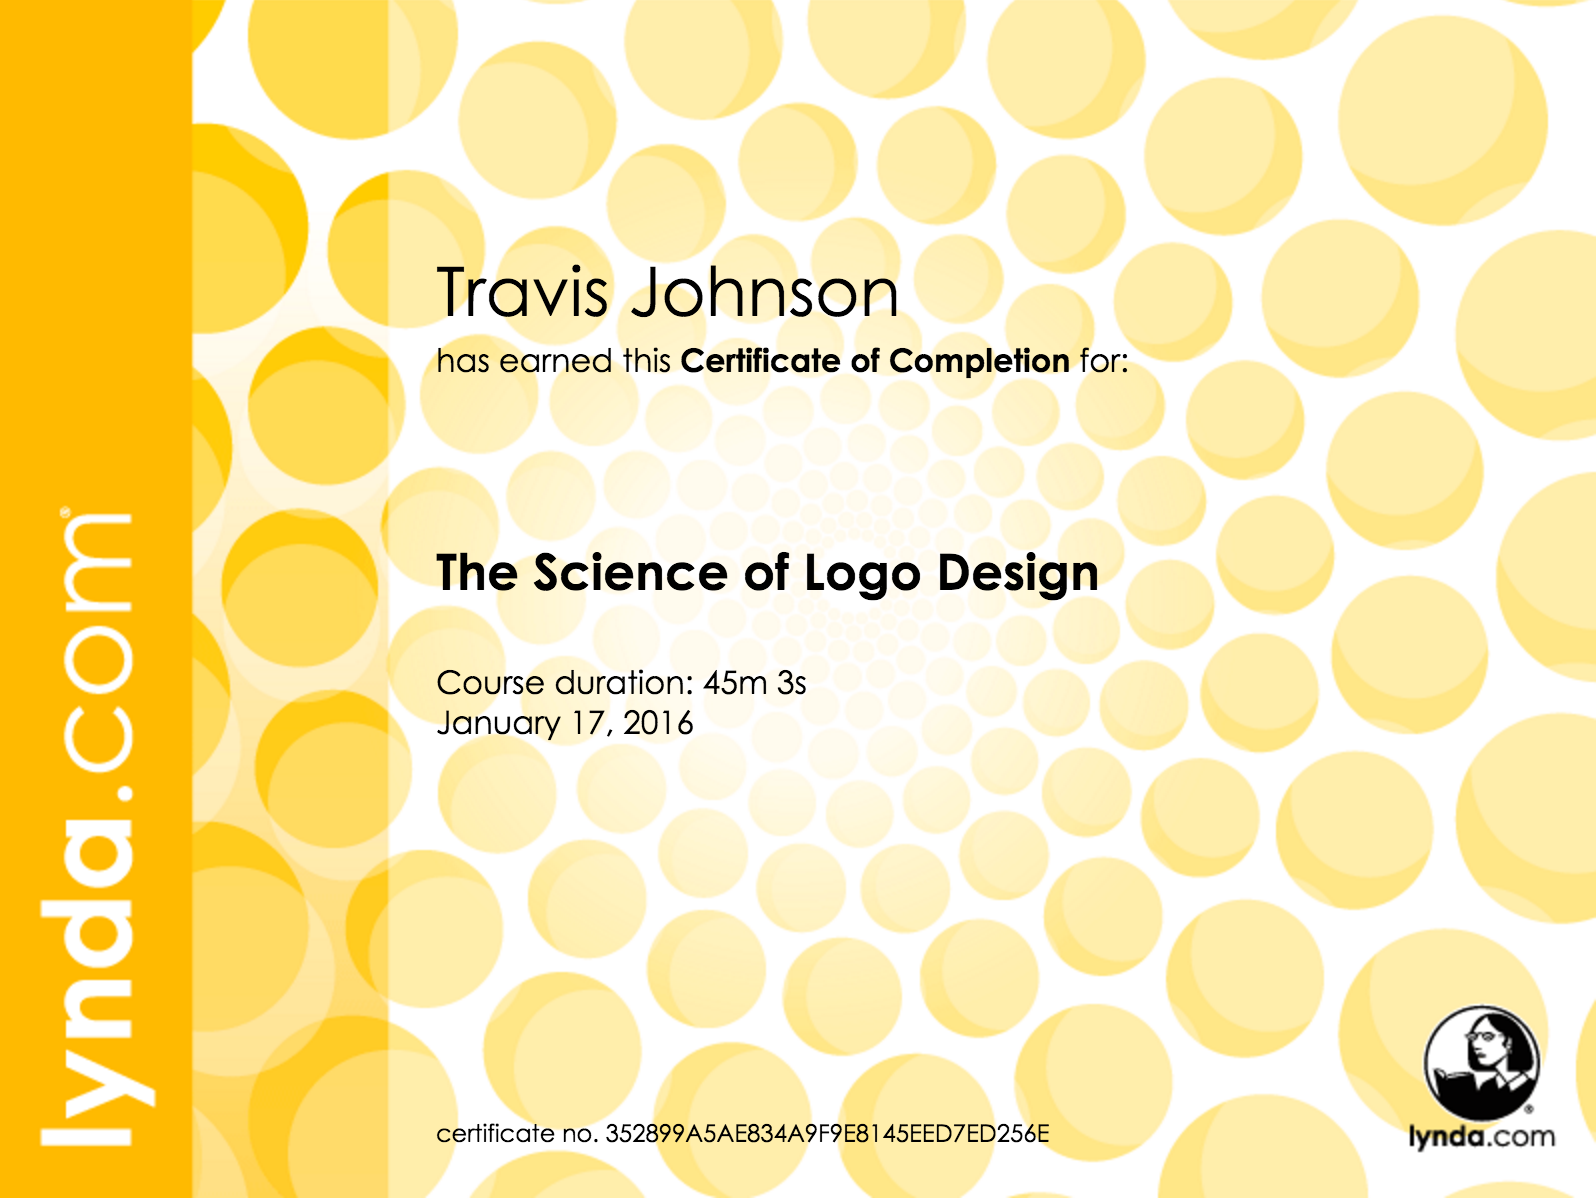 lynda.com®
Travis Johnson
has earned this Certificate of Completion for:
The Science of Logo Design
Course duration: 45m 3s
January 17, 2016
certificate no. 352899A5AE834A9F9E8145EED7ED256E
®
lynda.com